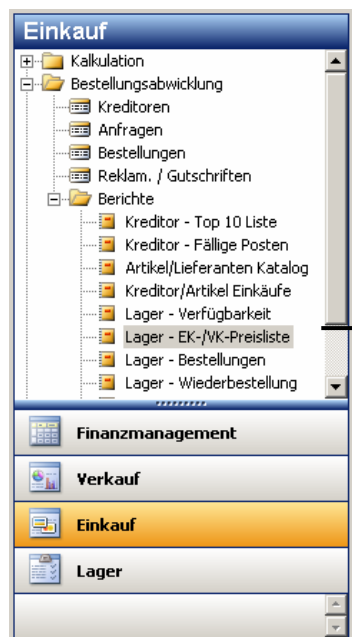 Einkauf
Kalkulation
Bestellungsabwicklung
Kreditoren
Anfragen
Bestellungen
Reklam. / Gutschriften
Berichte
Kreditor - Top 10 Liste
Kreditor - Fällige Posten
Artikel/Lieferanten Katalog
Kreditor/Artikel Einkäufe
Lager - Verfügbarkeit
Lager - EK-/VK-Preisliste
Lager - Bestellungen
Lager - Wiederbestellung
Finanzmanagement
Verkauf
Einkauf
Lager